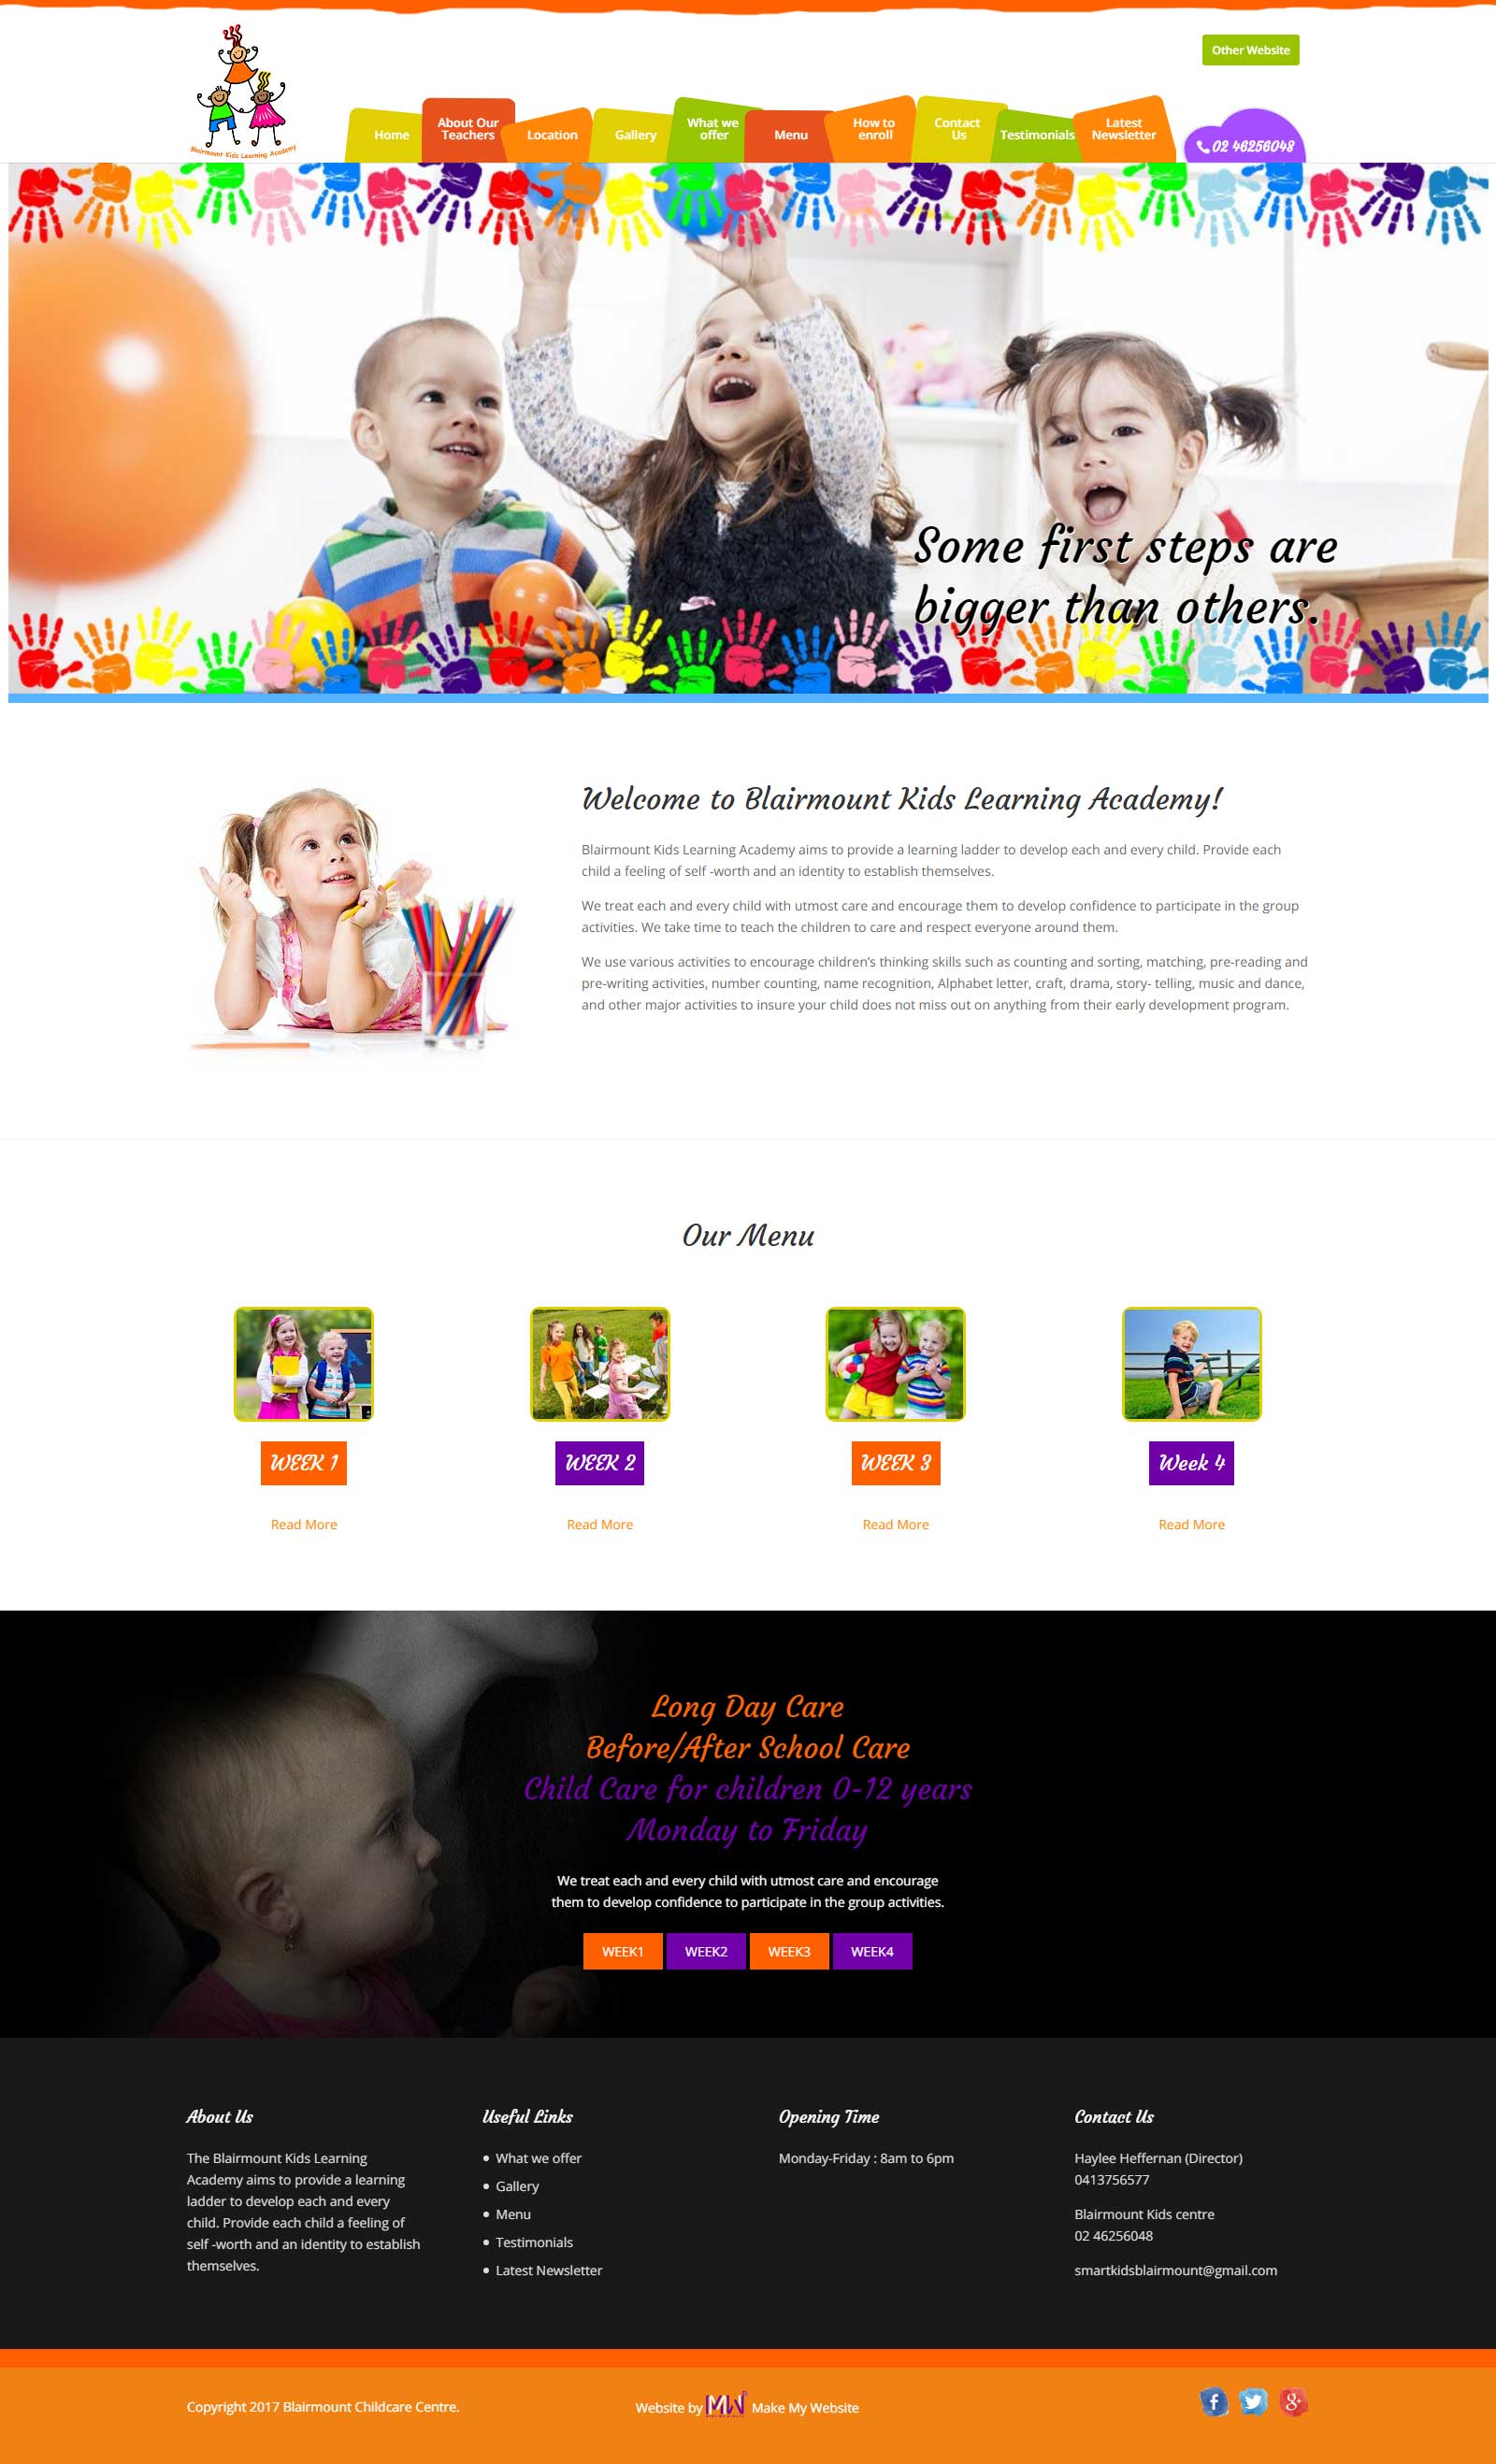 Other Website
Blairmount Kids Learning Academy
Home
About Our
Teachers
Location
Gallery
What we
offer
Menu
How to
enroll
Contact
Us
Testimonials
Latest
Newsletter
02 46256048
Some first steps are
bigger than others.
Welcome to Blairmount Kids Learning Academy!
Blairmount Kids Learning Academy aims to provide a learning ladder to develop each and every child. Provide each
child a feeling of self -worth and an identity to establish themselves.
We treat each and every child with utmost care and encourage them to develop confidence to participate in the group
activities. We take time to teach the children to care and respect everyone around them.
We use various activities to encourage children’s thinking skills such as counting and sorting, matching, pre-reading and
pre-writing activities, number counting, name recognition, Alphabet letter, craft, drama, story- telling, music and dance,
and other major activities to insure your child does not miss out on anything from their early development program.
Our Menu
WEEK 1
WEEK 2
WEEK 3
Week 4
Read More
Read More
Read More
Read More
Long Day Care
Before/After School Care
Child Care for children 0-12 years
Monday to Friday
We treat each and every child with utmost care and encourage
them to develop confidence to participate in the group activities.
WEEK1
WEEK2
WEEK3
WEEK4
About Us
The Blairmount Kids Learning
Academy aims to provide a learning
ladder to develop each and every
child. Provide each child a feeling of
self -worth and an identity to establish
themselves.
Useful Links
What we offer
Gallery
Menu
Testimonials
Latest Newsletter
Opening Time
Monday-Friday : 8am to 6pm
Contact Us
Haylee Heffernan (Director)
0413756577
Blairmount Kids centre
02 46256048
smartkidsblairmount@gmail.com
Copyright 2017 Blairmount Childcare Centre.
Website by MW Make My Website